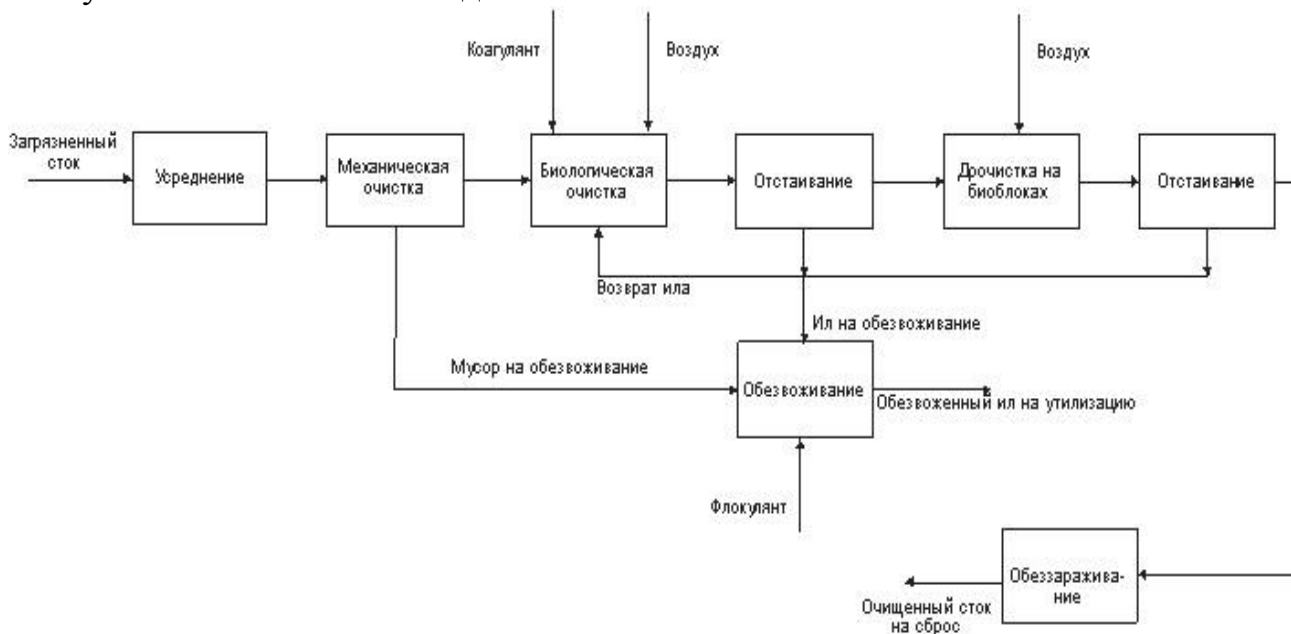 Коагулянт
Воздух
Воздух
Загрязненный
сток
Усреднение
Механическая
очистка
Биологическая
очистка
Отстаивание
Дрочистка на
биоблоках
Отстаивание
Возврат ила
Ил на обезвоживание
Мусор на обезвоживание
Обезвоживание
Обезвоженный ил на утилизацию
Флокулянт
Обеззаражива-
ние
Очищенный сток
на сброс